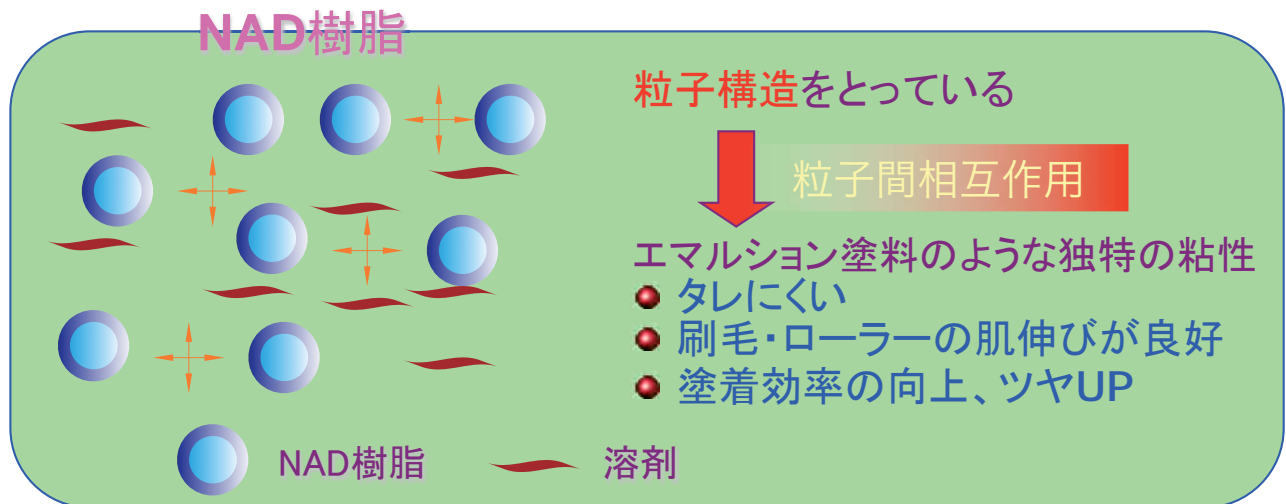 NAD樹脂
粒子構造をとっている
粒子間相互作用
エマルション塗料のような独特の粘性
タレにくい
刷毛・ローラーの肌伸びが良好
塗着効率の向上、ツヤUP
NAD樹脂
溶剤